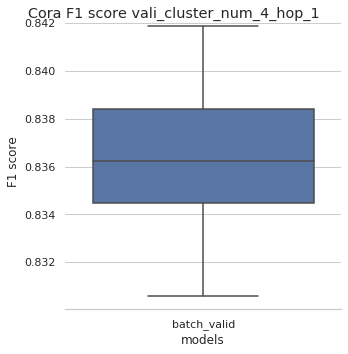 Cora F1 score vali_cluster_num_4_hop_1
0.842
0.840
0.838
0.836
0.834
0.832
F1 score
batch_valid
models